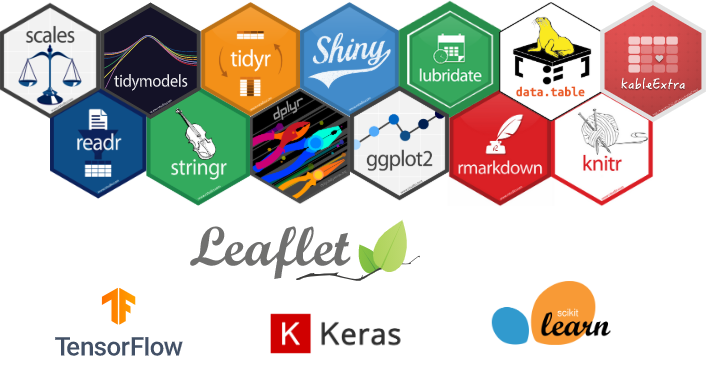 scales
tidymodels
tidyr
Shiny
lubridate
data.table
kableExtra
readr
stringr
dplyr
ggplot2
rmarkdown
knitr
Leaflet
TF
TensorFlow
K Keras
scikit
learn